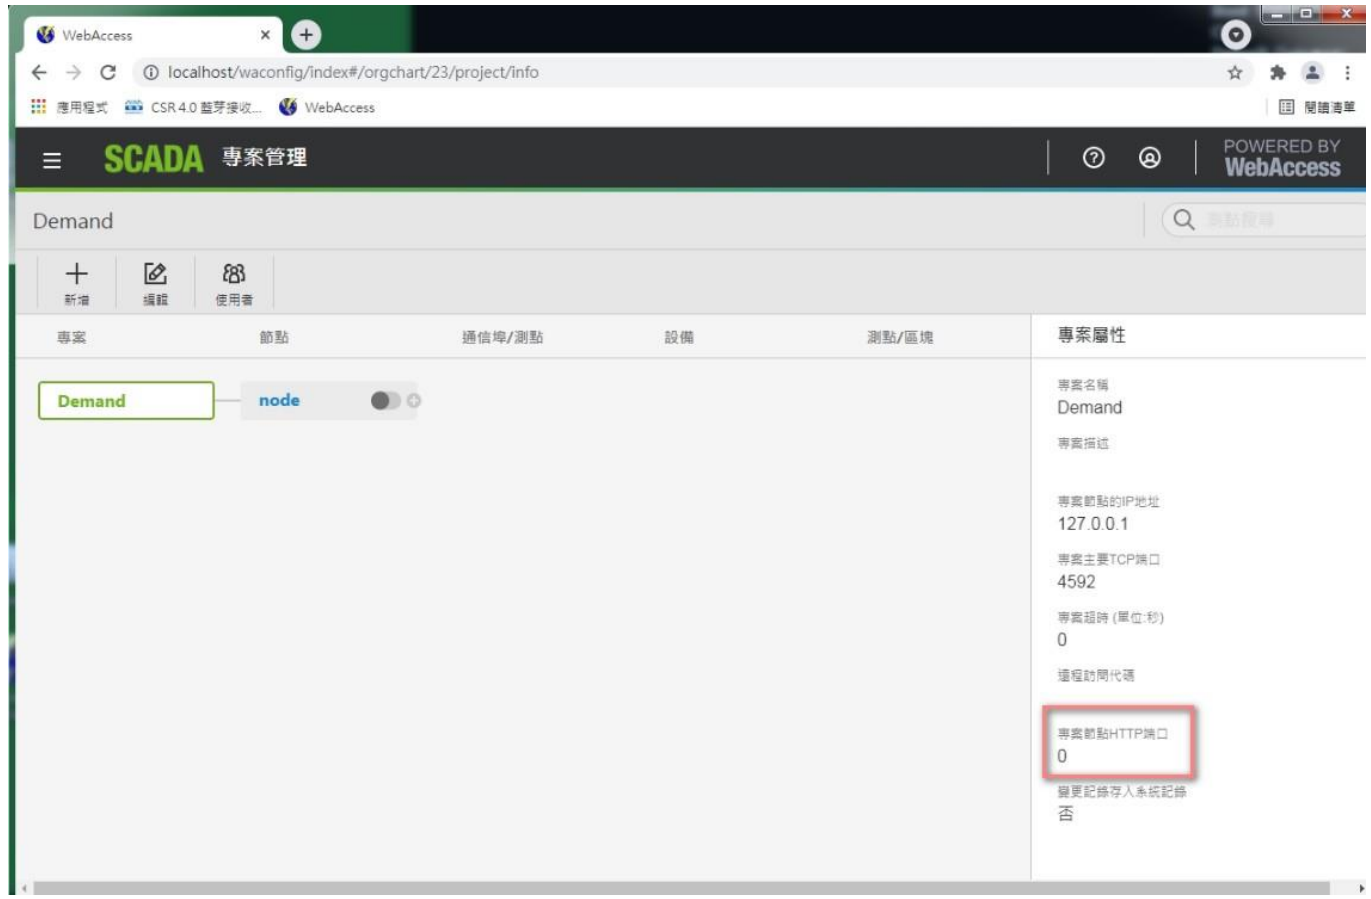 WebAccess
localhost/waconfig/index#/orgchart/23/project/info
應用程式 CSR 4.0 藍芽接收... WebAccess 閱讀清單
SCADA 專案管理 POWERED BY
WebAccess
Demand
測點搜尋
新增 編輯 使用者
專案 節點 通信埠/測點 設備 測點/區塊 專案屬性
Demand node
專案名稱
Demand
專案描述
專案節點的IP地址
127.0.0.1
專案主要TCP端口
4592
專案超時 (單位:秒)
0
遠程訪問代碼
專案節點HTTP端口
0
變更記錄存入系統記錄
否